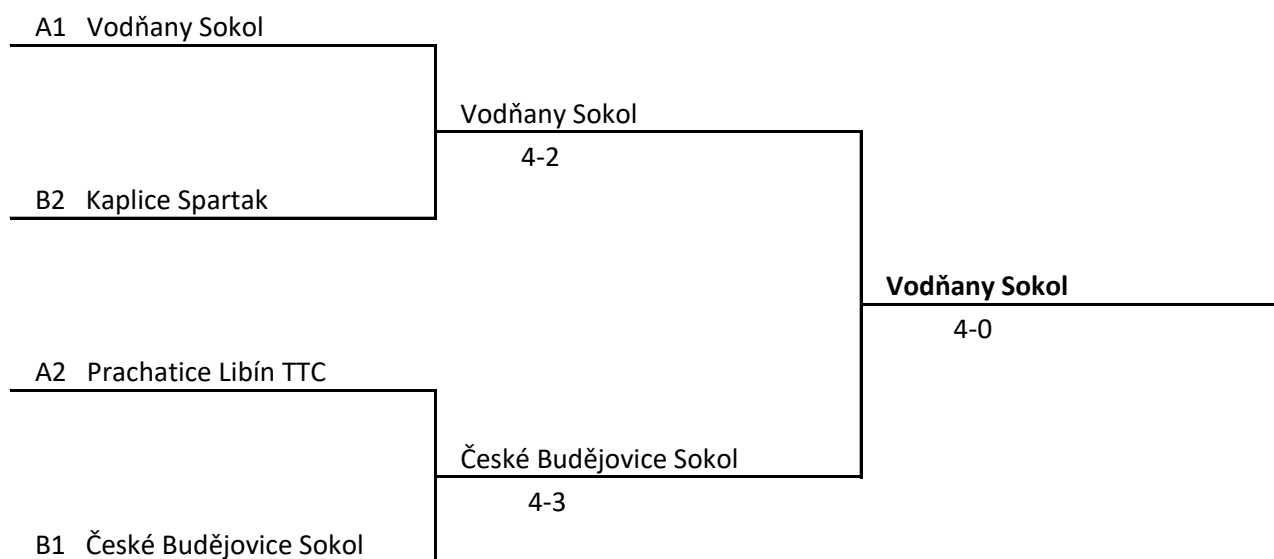 A1 Vodňany Sokol
Vodňany Sokol
4-2
B2 Kaplice Spartak
Vodňany Sokol
4-0
A2 Prachatice Libín TTC
České Budějovice Sokol
4-3
B1 České Budějovice Sokol